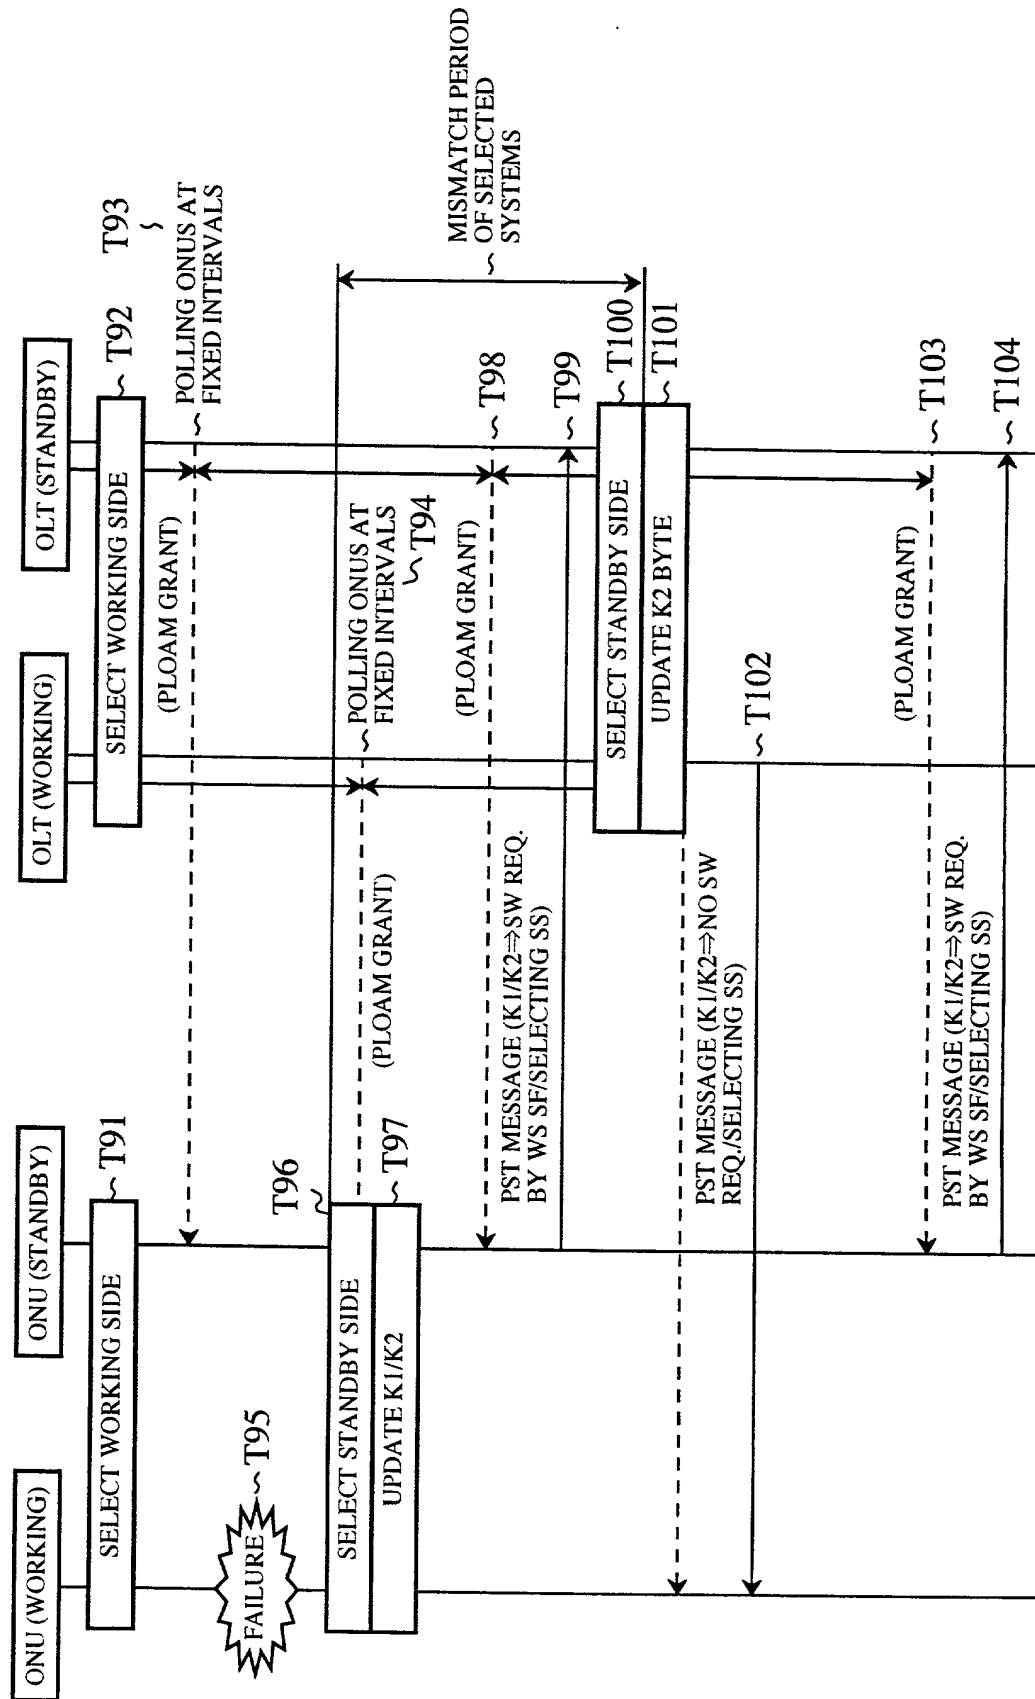 ONU (WORKING)
ONU (STANDBY)
OLT (WORKING)
OLT (STANDBY)
SELECT WORKING SIDE
T91
SELECT WORKING SIDE
T92
T93
POLLING ONUS AT
FIXED INTERVALS
(PLOAM GRANT)
FAILURE
T95
T96
SELECT STANDBY SIDE
UPDATE K1/K2
T97
(PLOAM GRANT)
POLLING ONUS AT
FIXED INTERVALS
T94
MISMATCH PERIOD
OF SELECTED
SYSTEMS
(PLOAM GRANT)
T98
PST MESSAGE (K1/K2⇒SW REQ.
BY WS SF/SELECTING SS)
T99
SELECT STANDBY SIDE
T100
UPDATE K2 BYTE
T101
PST MESSAGE (K1/K2⇒NO SW
REQ./SELECTING SS)
T102
(PLOAM GRANT)
T103
PST MESSAGE (K1/K2⇒SW REQ.
BY WS SF/SELECTING SS)
T104